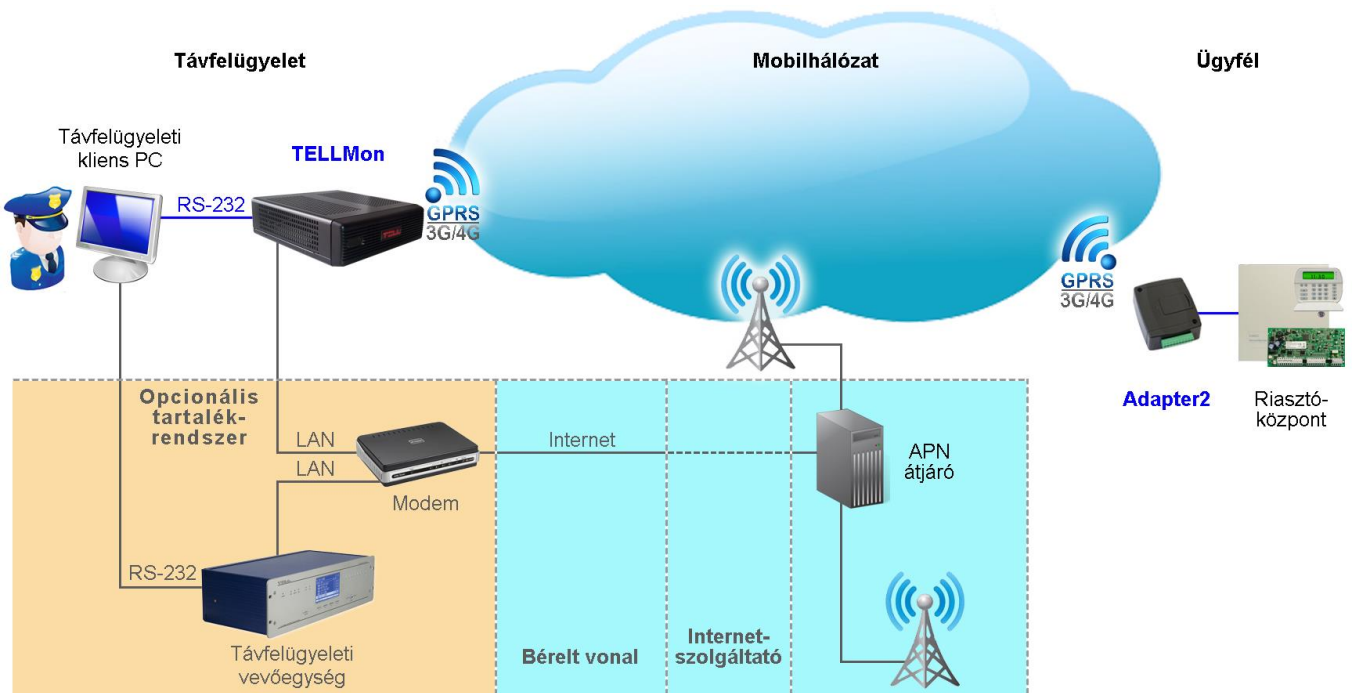 Távfelügyelet
Mobilhálózat
Ügyfél
Távfelügyeleti
kliens PC
TELLMon
RS-232
GPRS
3G/4G
GPRS
3G/4G
Adapter2
Riasztó-
központ
Opcionális
tartalék-
rendszer
LAN
LAN
Modem
Internet
APN
átjáró
RS-232
Távfelügyeleti
vevőegység
Bérelt vonal
Internet-
szolgáltató